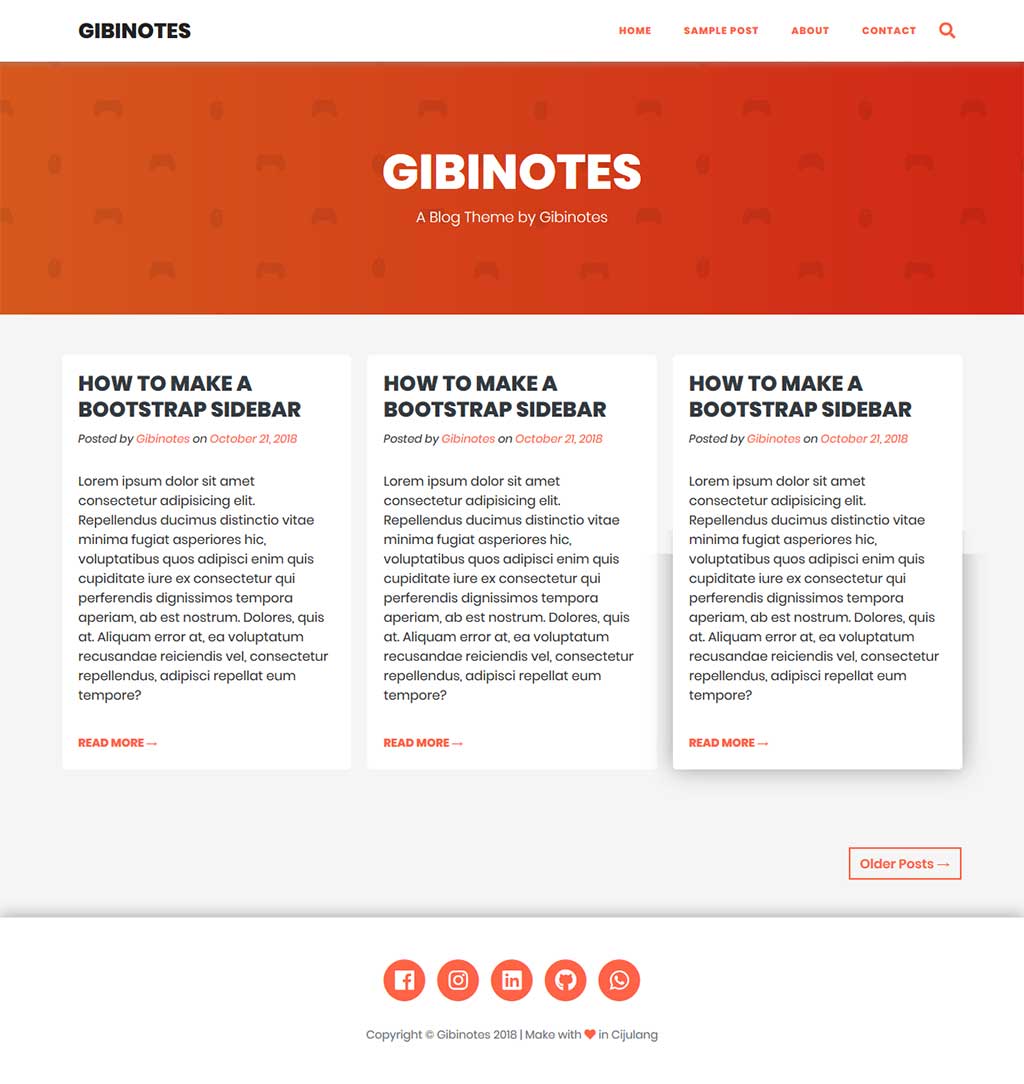 GIBINOTES
HOME SAMPLE POST ABOUT CONTACT
GIBINOTES
A Blog Theme by Gibinotes
HOW TO MAKE A
BOOTSTRAP SIDEBAR
Posted by Gibinotes on October 21, 2018
Lorem ipsum dolor sit amet
consectetur adipisicing elit.
Repellendus ducimus distinctio vitae
minima fugiat asperiores hic,
voluptatibus quos adipisci enim quis
cupiditate iure ex consectetur qui
perferendis dignissimos tempora
aperiam, ab est nostrum. Dolores, quis
at. Aliquam error at, ea voluptatum
recusandae reiciendis vel, consectetur
repellendus, adipisci repellat eum
tempore?
READ MORE →
HOW TO MAKE A
BOOTSTRAP SIDEBAR
Posted by Gibinotes on October 21, 2018
Lorem ipsum dolor sit amet
consectetur adipisicing elit.
Repellendus ducimus distinctio vitae
minima fugiat asperiores hic,
voluptatibus quos adipisci enim quis
cupiditate iure ex consectetur qui
perferendis dignissimos tempora
aperiam, ab est nostrum. Dolores, quis
at. Aliquam error at, ea voluptatum
recusandae reiciendis vel, consectetur
repellendus, adipisci repellat eum
tempore?
READ MORE →
HOW TO MAKE A
BOOTSTRAP SIDEBAR
Posted by Gibinotes on October 21, 2018
Lorem ipsum dolor sit amet
consectetur adipisicing elit.
Repellendus ducimus distinctio vitae
minima fugiat asperiores hic,
voluptatibus quos adipisci enim quis
cupiditate iure ex consectetur qui
perferendis dignissimos tempora
aperiam, ab est nostrum. Dolores, quis
at. Aliquam error at, ea voluptatum
recusandae reiciendis vel, consectetur
repellendus, adipisci repellat eum
tempore?
READ MORE →
Older Posts →
Copyright © Gibinotes 2018 | Make with ❤ in Cijulang